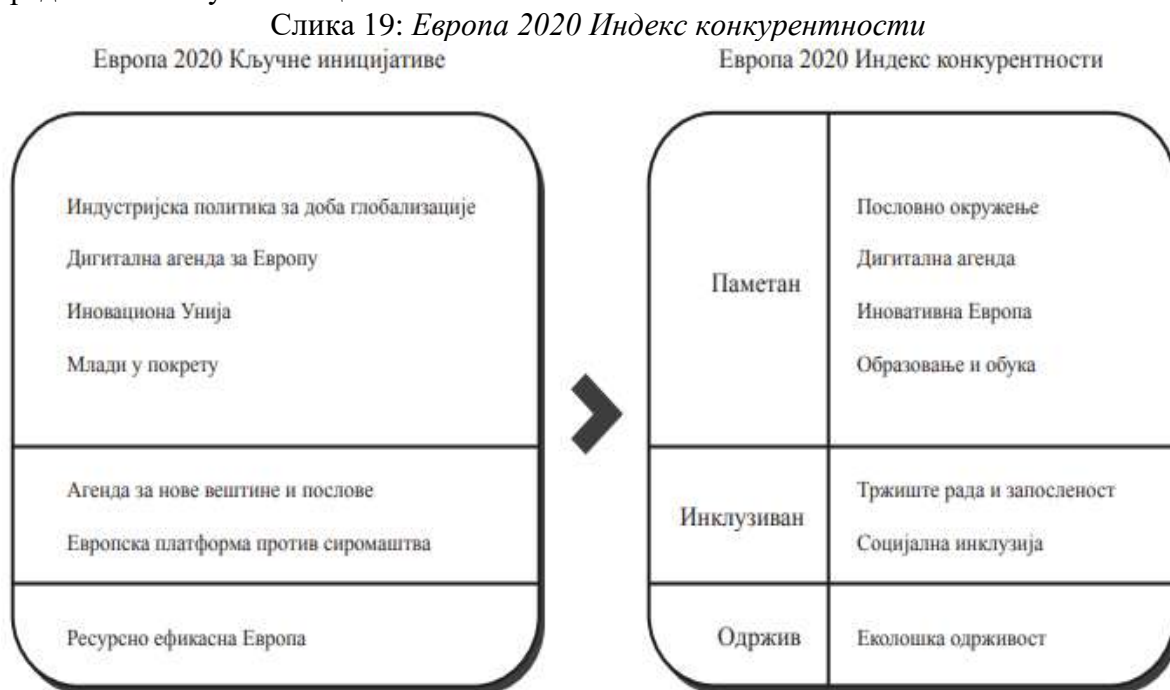 Слика 19: Европа 2020 Индекс конкурентности
Европа 2020 Кључне иницијативе
Индустријска политика за доба глобализације
Дигитална агенда за Европу
Иновациона Унија
Млади у покрету
Агенда за нове вештине и послове
Европска платформа против сиромаштва
Ресурсно ефикасна Европа
Европа 2020 Индекс конкурентности
Паметан
Пословно окружење
Дигитална агенда
Иновативна Европа
Образовање и обука
Инклузиван
Тржиште рада и запосленост
Социјална инклузија
Одржив
Еколошка одрживост